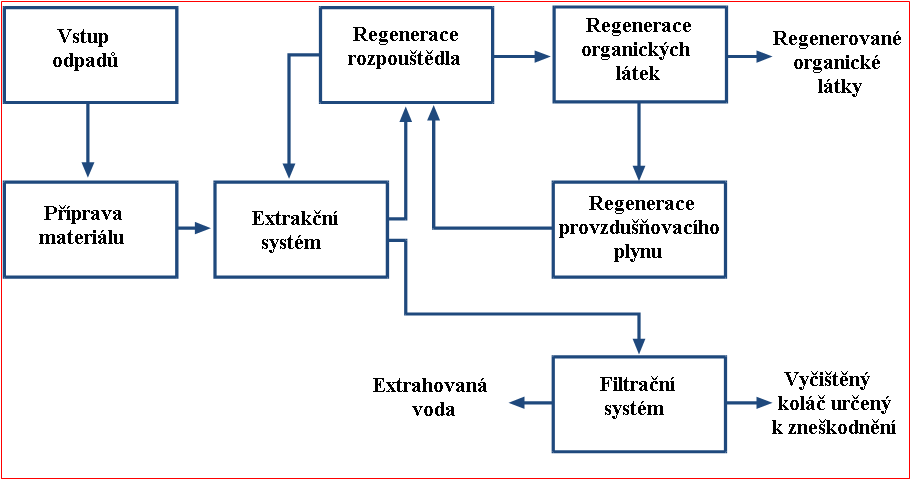 Vstup
odpadů
Regenerace
rozpouštědla
Regenerace
organických
látek
Regenerované
organické
látky
Příprava
materiálu
Extrakční
systém
Regenerace
provzdušňovacího
plynu
Extrahovaná
voda
Filtrační
systém
Vyčištěný
koláč určený
k zneškodnění